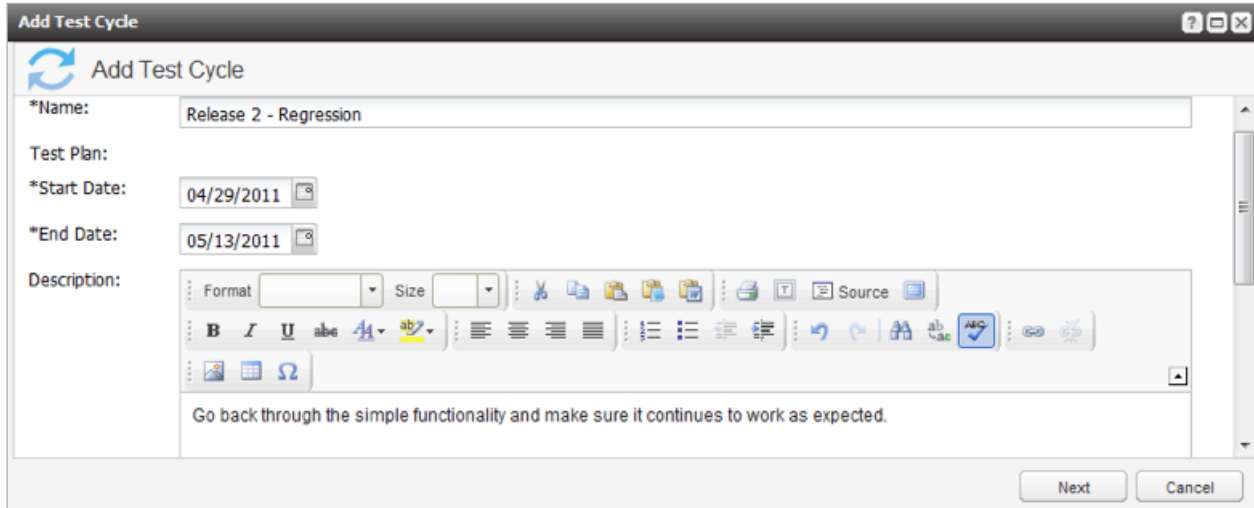 Add Test Cycle
Add Test Cycle
*Name: Release 2 - Regression
Test Plan:
*Start Date: 04/29/2011
*End Date: 05/13/2011
Description: Format Size Source
B I U abc
Go back through the simple functionality and make sure it continues to work as expected.
Next Cancel